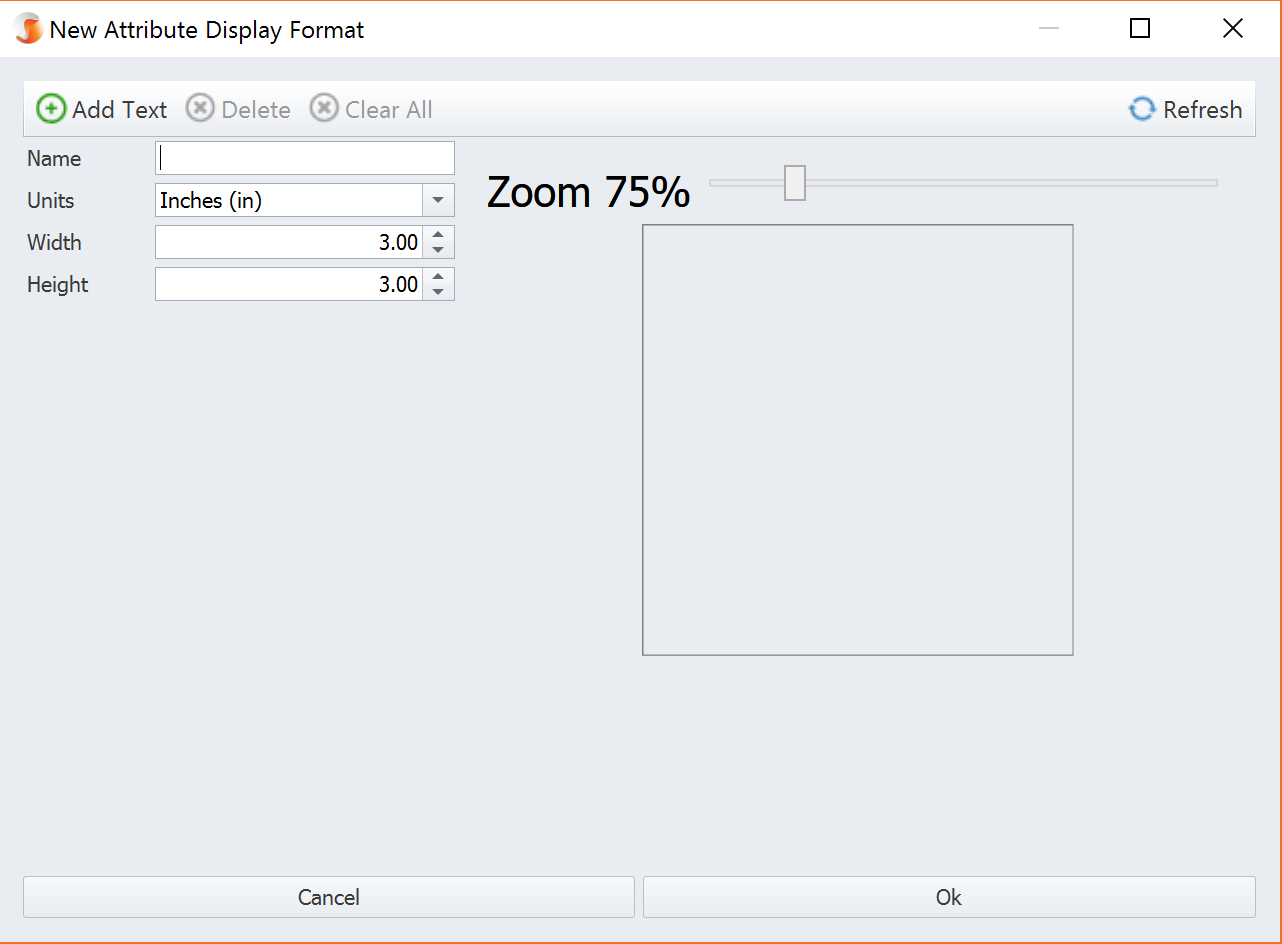 New Attribute Display Format
Add Text Delete Clear All Refresh
Name
Units Inches (in)
Width 3.00
Height 3.00
Zoom 75%
Cancel Ok